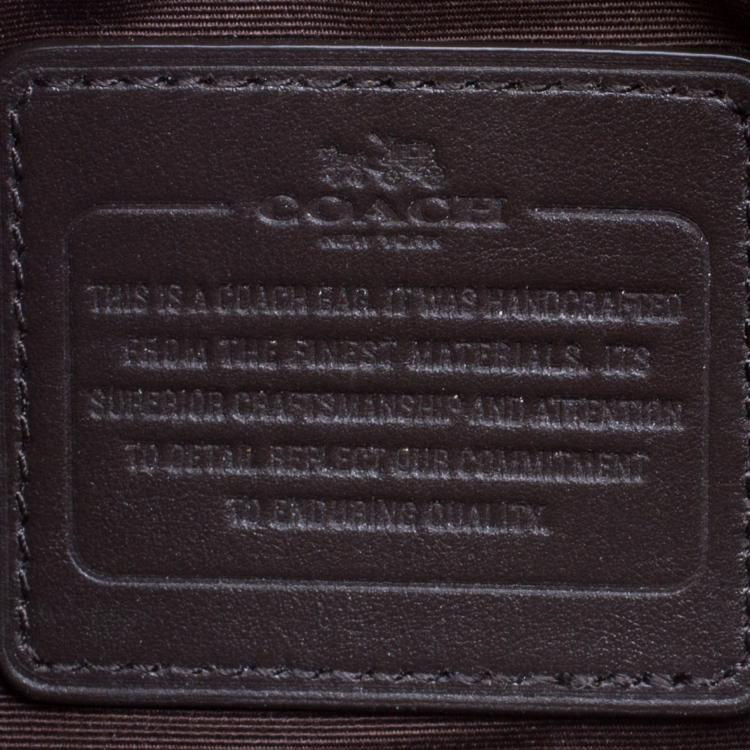 COACH
NEW YORK
THIS IS A COACH BAG. IT WAS HANDCRAFTED
FROM THE FINEST MATERIALS. ITS
SUPERIOR CRAFTSMANSHIP AND ATTENTION
TO DETAIL REFLECT OUR COMMITMENT
TO ENDURING QUALITY.